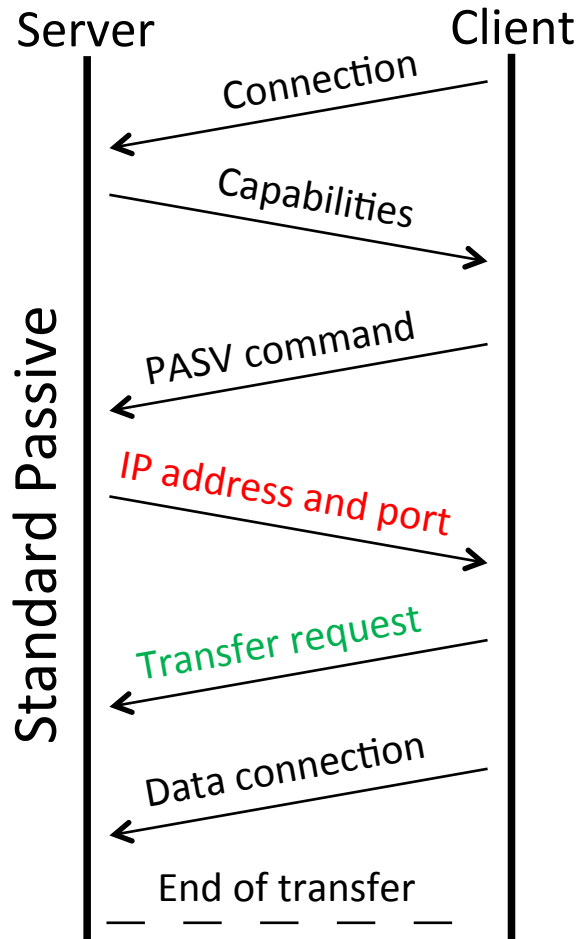 Server
Client
Connection
Capabilities
PASV command
IP address and port
Transfer request
Data connection
End of transfer
Standard Passive